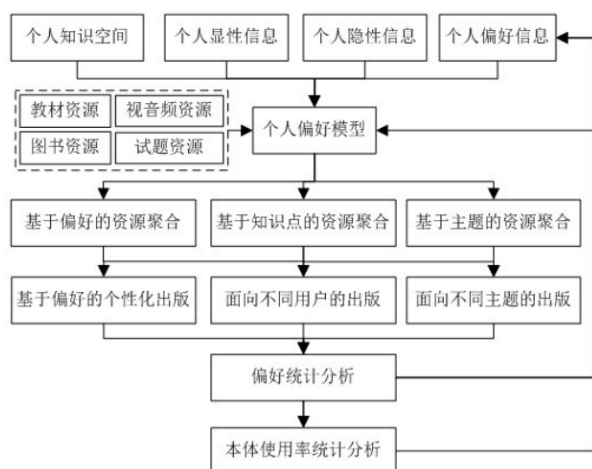 个人知识空间
个人显性信息
个人隐性信息
个人偏好信息
教材资源
视音频资源
图书资源
试题资源
个人偏好模型
基于偏好的资源聚合
基于知识点的资源聚合
基于主题的资源聚合
基于偏好的个性化出版
面向不同用户的出版
面向不同主题的出版
偏好统计分析
本体使用率统计分析